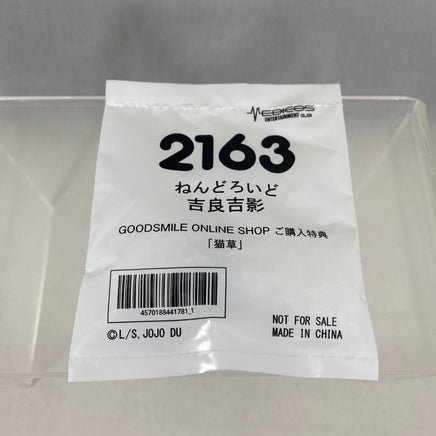 MEDICOS
ENTERTAINMENT CO.,LTD
2163
ねんどろいど
吉良吉影
GOODSMILE ONLINE SHOP ご購入特典
「猫草」
4570188441781_1
©L/S, JOJO DU
NOT FOR SALE
MADE IN CHINA